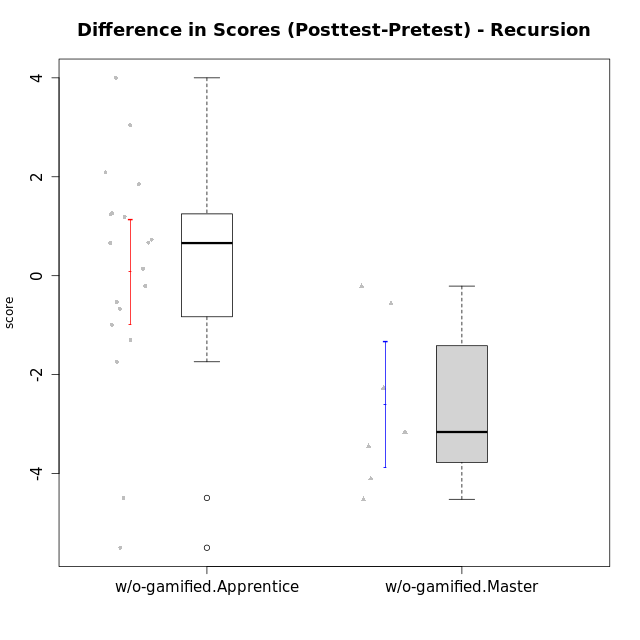 Difference in Scores (Posttest-Pretest) - Recursion
4
2
0
-2
-4
score
w/o-gamified.Apprentice
w/o-gamified.Master